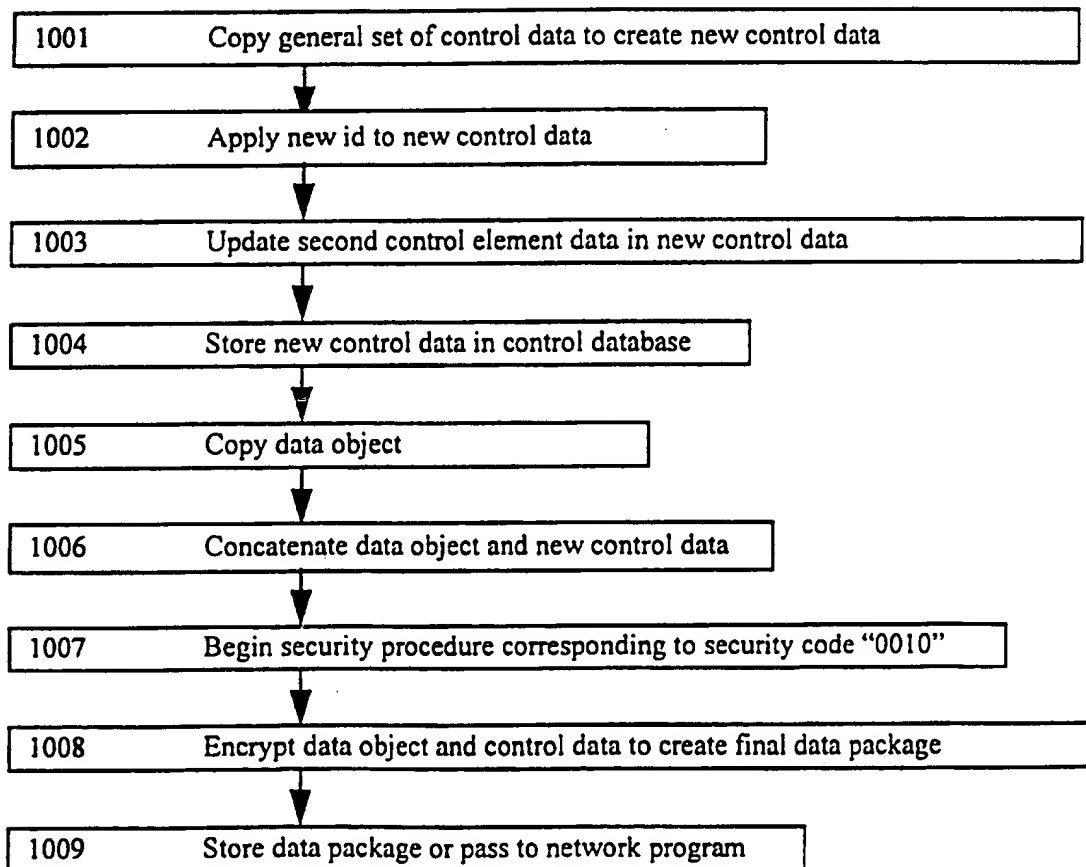 1001 Copy general set of control data to create new control data
1002 Apply new id to new control data
1003 Update second control element data in new control data
1004 Store new control data in control database
1005 Copy data object
1006 Concatenate data object and new control data
1007 Begin security procedure corresponding to security code “0010”
1008 Encrypt data object and control data to create final data package
1009 Store data package or pass to network program